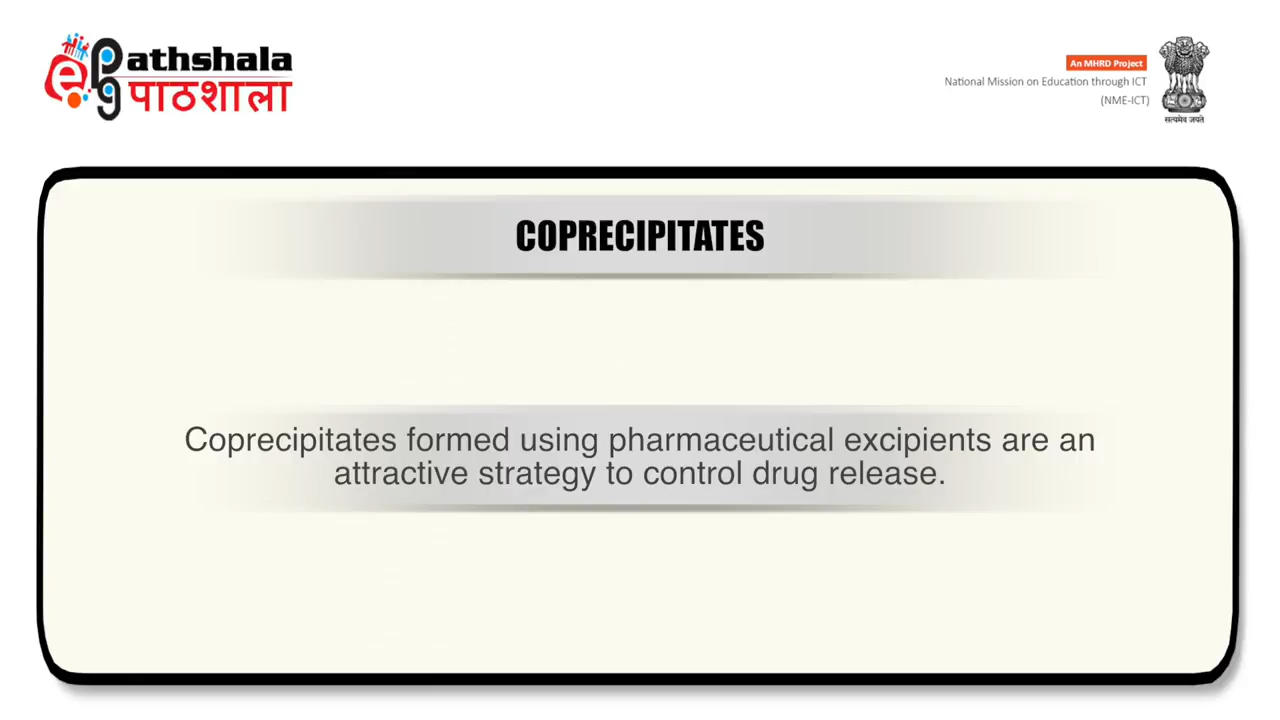 e pg Pathshala
पाठशाला
An MHRD Project
National Mission on Education through ICT
(NME-ICT)
सत्यमेव जयते
COPRECIPITATES
Coprecipitates formed using pharmaceutical excipients are an
attractive strategy to control drug release.